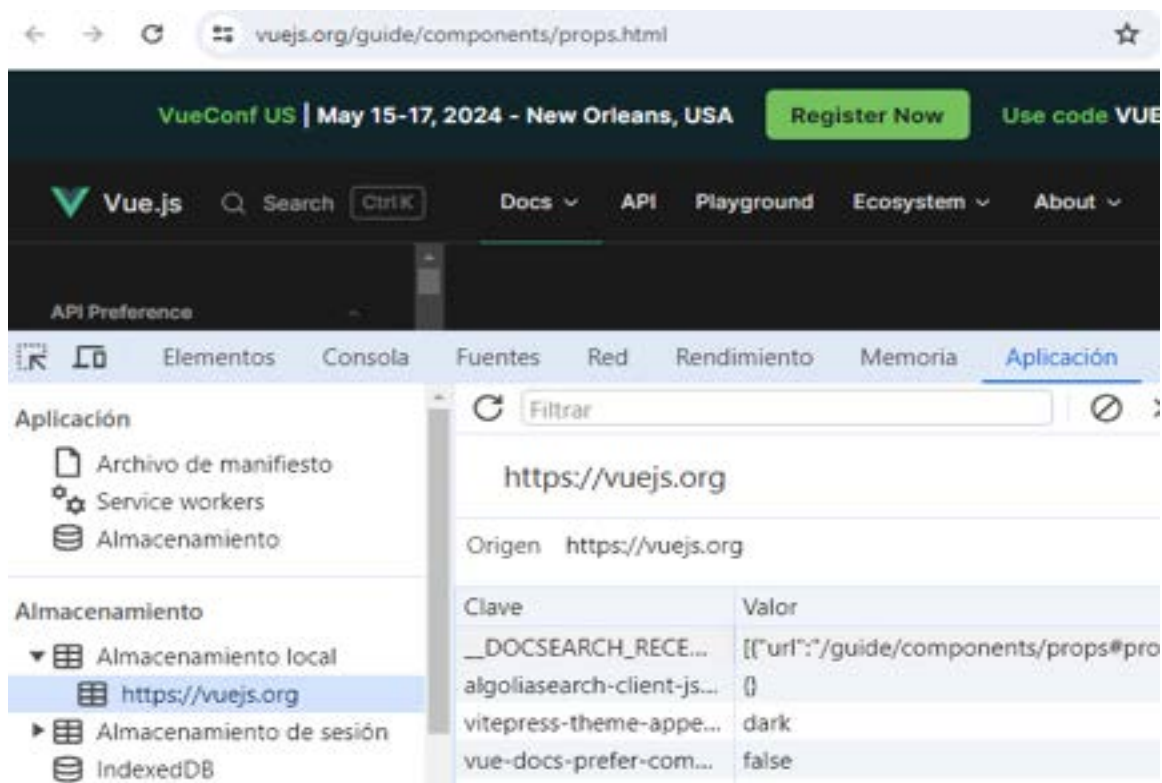 vuejs.org/guide/components/props.html
VueConf US | May 15-17, 2024 - New Orleans, USA Register Now Use code VUE
Vue.js Search Ctrl K Docs API Playground Ecosystem About
API Preference
Elementos Consola Fuentes Red Rendimiento Memoria Aplicación
Aplicación
Archivo de manifiesto
Service workers
Almacenamiento
Almacenamiento
Almacenamiento local
https://vuejs.org
Almacenamiento de sesión
IndexedDB
Filtrar
https://vuejs.org
Origen https://vuejs.org
Clave Valor
__DOCSEARCH_RECE... [{"url":"/guide/components/props#pro
algoliasearch-client-js... {}
vitepress-theme-appe... dark
vue-docs-prefer-com... false